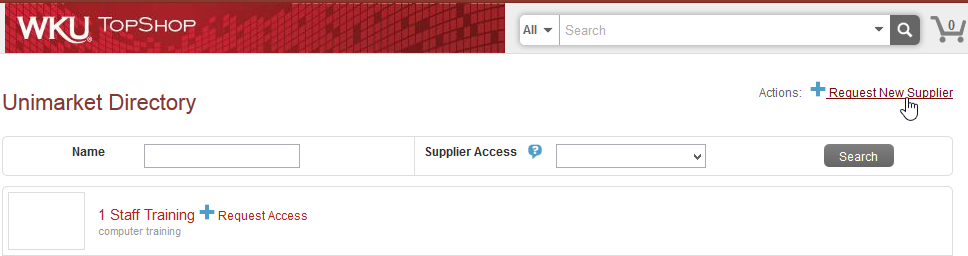 WKU® TOPSHOP
All Search 0
Actions: Request New Supplier
Unimarket Directory
Name Supplier Access ? Search
1 Staff Training Request Access
computer training